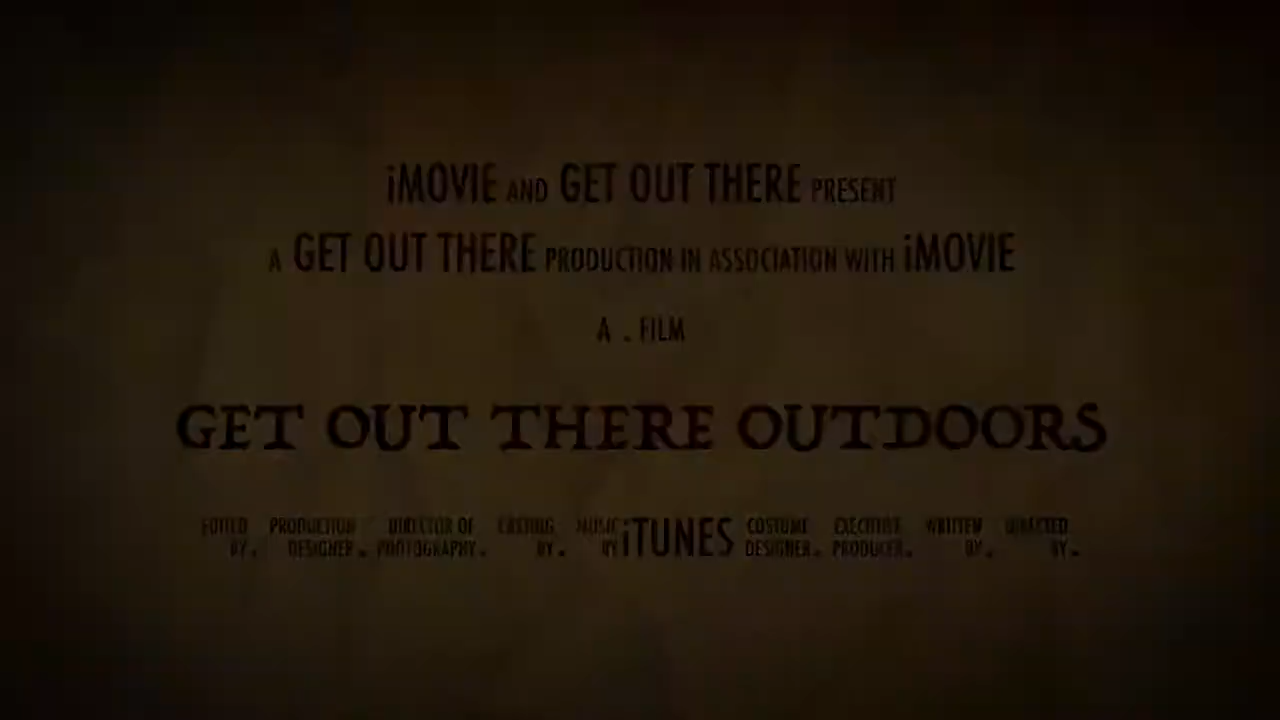 iMOVIE AND GET OUT THERE PRESENT
A GET OUT THERE PRODUCTION IN ASSOCIATION WITH iMOVIE
A . FILM
GET OUT THERE OUTDOORS
EDITED PRODUCTION DIRECTOR OF CASTING MUSIC iTUNES COSTUME EXECUTIVE WRITTEN DIRECTED
BY. DESIGNER. PHOTOGRAPHY. BY. BY DESIGNER. PRODUCER. BY. BY.